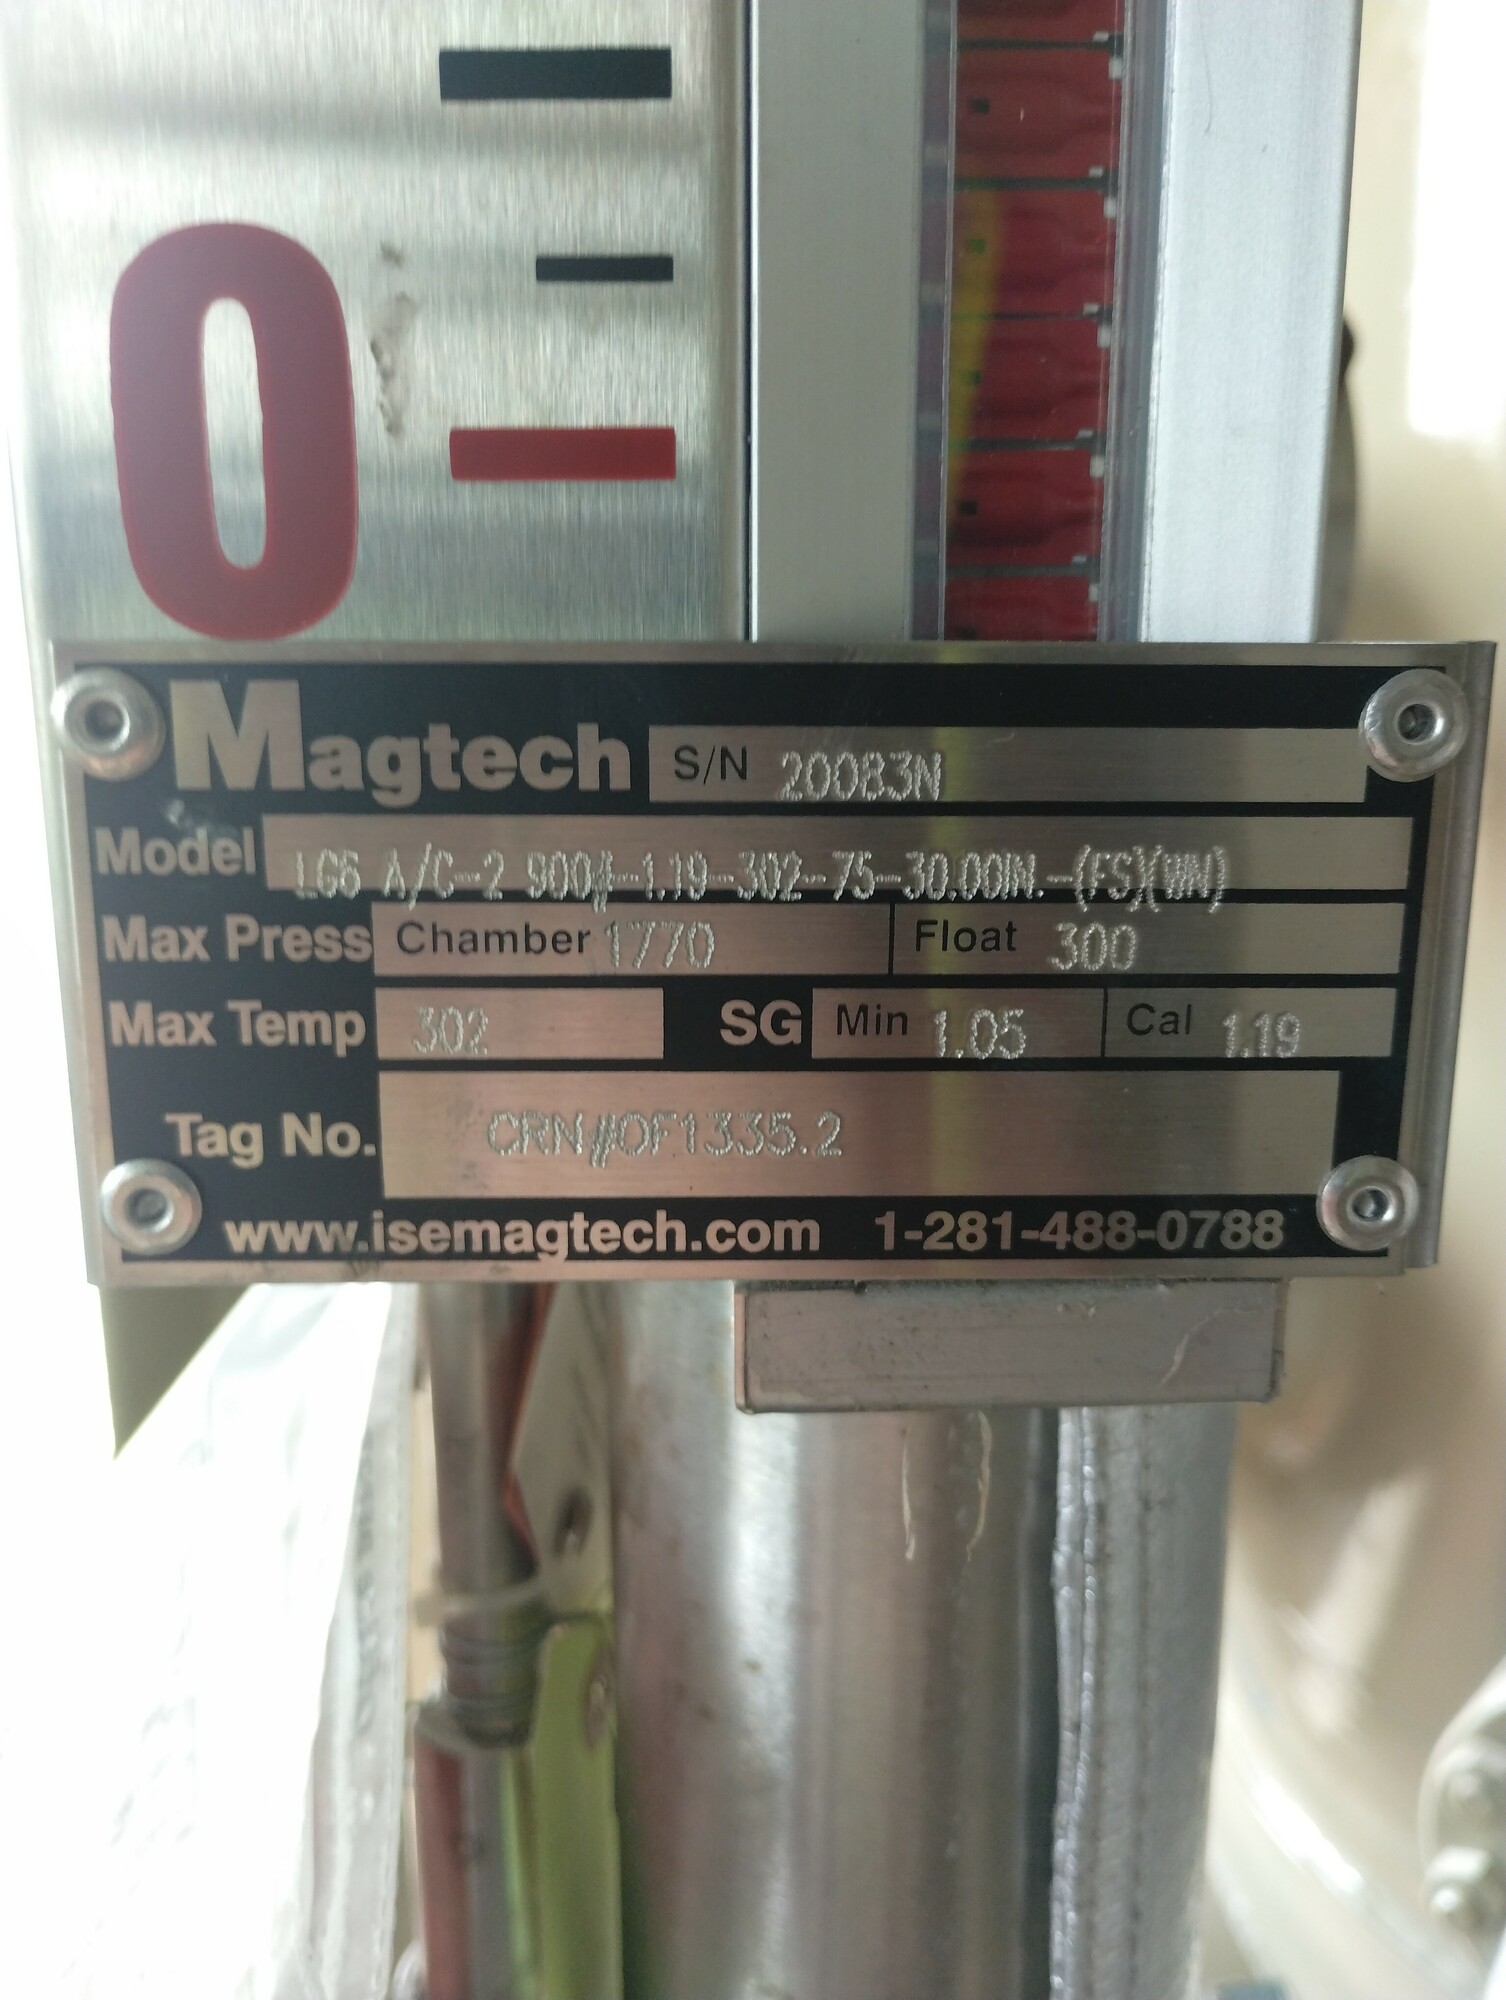 0
Magtech S/N 20083N
Model LG6 A/C-2 900#-1.19-302-75-30.00IN.-(FS)(WN)
Max Press Chamber 1770 Float 300
Max Temp 302 SG Min 1.05 Cal 1.19
Tag No. CRN#0F1335.2
www.isemagtech.com 1-281-488-0788